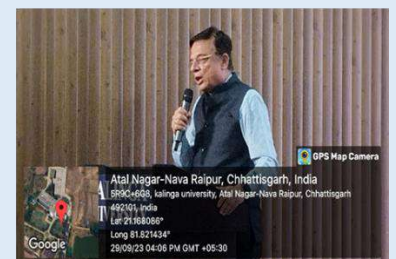 GPS Map Camera
Atal Nagar-Nava Raipur, Chhattisgarh, India
5R9C+6G8, kalinga university, Atal Nagar-Nava Raipur, Chhattisgarh
492101, India
Lat 21.168086°
Long 81.821434°
29/09/23 04:06 PM GMT +05:30
Google